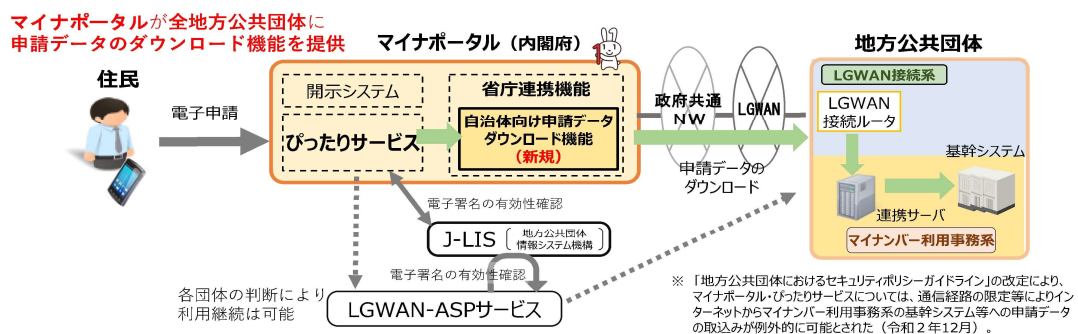 マイナポータルが全地方公共団体に
申請データのダウンロード機能を提供
住民
電子申請
マイナポータル（内閣府）
開示システム
ぴったりサービス
省庁連携機能
自治体向け申請データ
ダウンロード機能
（新規）
政府共通
NW
LGWAN
申請データの
ダウンロード
地方公共団体
LGWAN接続系
LGWAN
接続ルータ
基幹システム
連携サーバ
マイナンバー利用事務系
電子署名の有効性確認
J-LIS
地方公共団体
情報システム機構
電子署名の有効性確認
各団体の判断により
利用継続は可能
LGWAN-ASPサービス
※ 「地方公共団体におけるセキュリティポリシーガイドライン」の改定により、
マイナポータル・ぴったりサービスについては、通信経路の限定等によりイン
ターネットからマイナンバー利用事務系の基幹システム等への申請データ
の取込みが例外的に可能とされた（令和２年12月）。